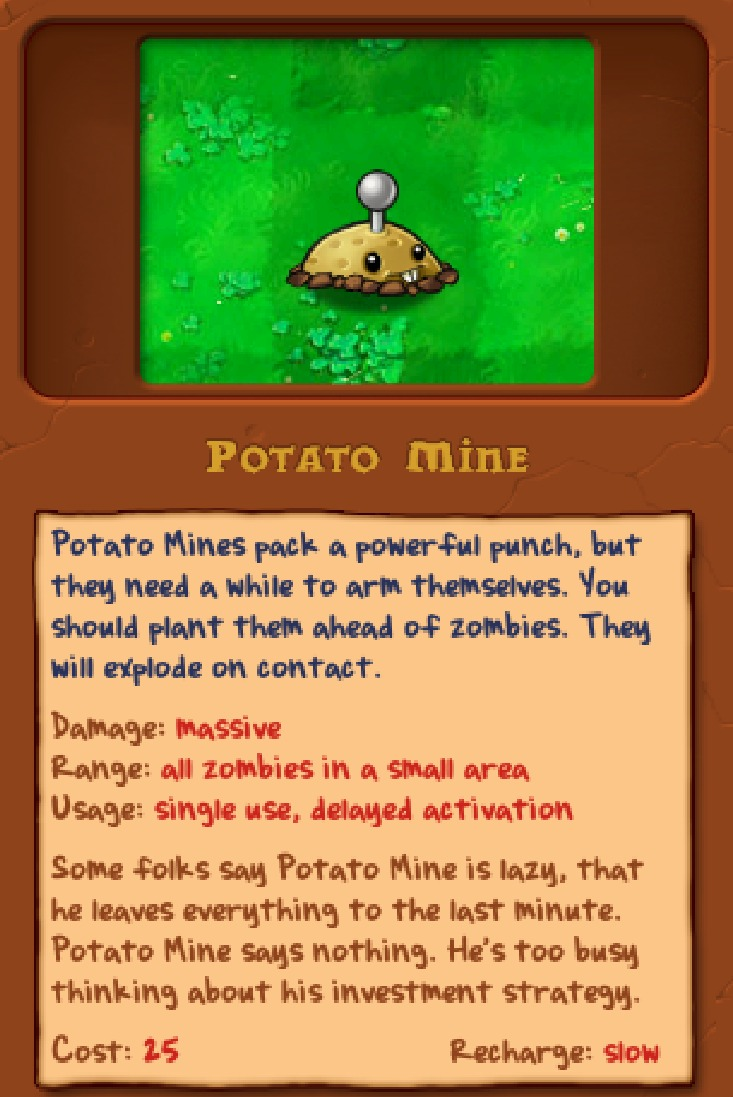 Potato Mine
Potato Mines pack a powerful punch, but
they need a while to arm themselves. You
should plant them ahead of zombies. They
will explode on contact.
Damage: massive
Range: all zombies in a small area
Usage: single use, delayed activation
Some folks say Potato Mine is lazy, that
he leaves everything to the last minute.
Potato Mine says nothing. He's too busy
thinking about his investment strategy.
Cost: 25 Recharge: slow